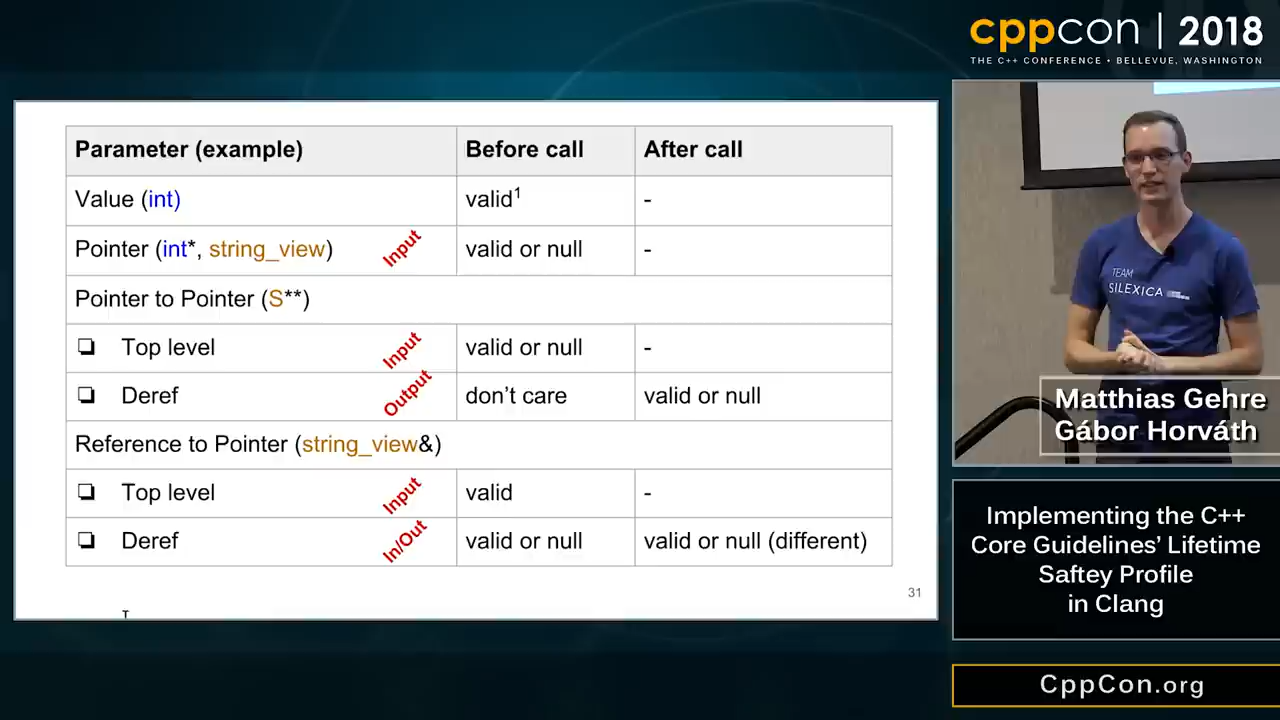 cppcon | 2018
THE C++ CONFERENCE • BELLEVUE, WASHINGTON
Parameter (example) Before call After call
Value (int) valid1 -
Pointer (int*, string_view) Input valid or null -
Pointer to Pointer (S**)
❑ Top level Input valid or null -
❑ Deref Output don't care valid or null
Reference to Pointer (string_view&)
❑ Top level Input valid -
❑ Deref In/Out valid or null valid or null (different)
31
TEAM
SILEXICA
Matthias Gehre
Gábor Horváth
Implementing the C++
Core Guidelines' Lifetime
Saftey Profile
in Clang
CppCon.org